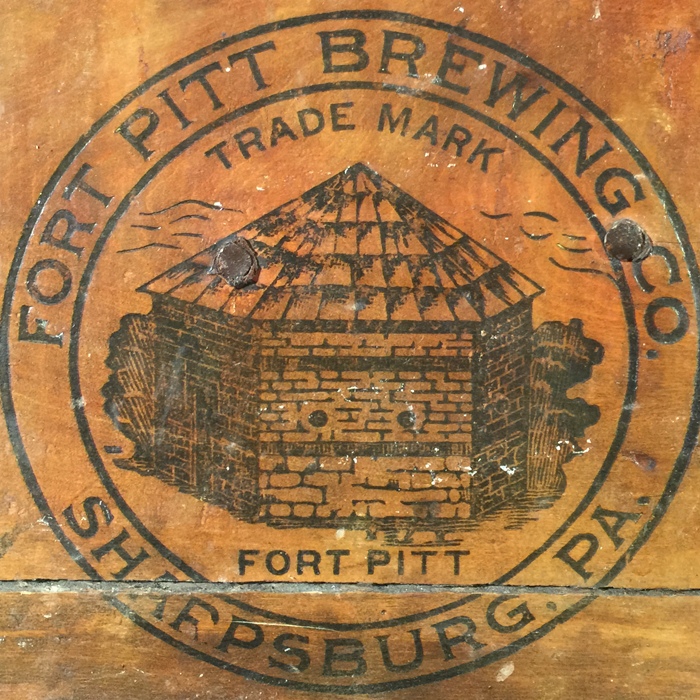 FORT PITT BREWING CO.
TRADE MARK
FORT PITT
SHARPSBURG, PA.